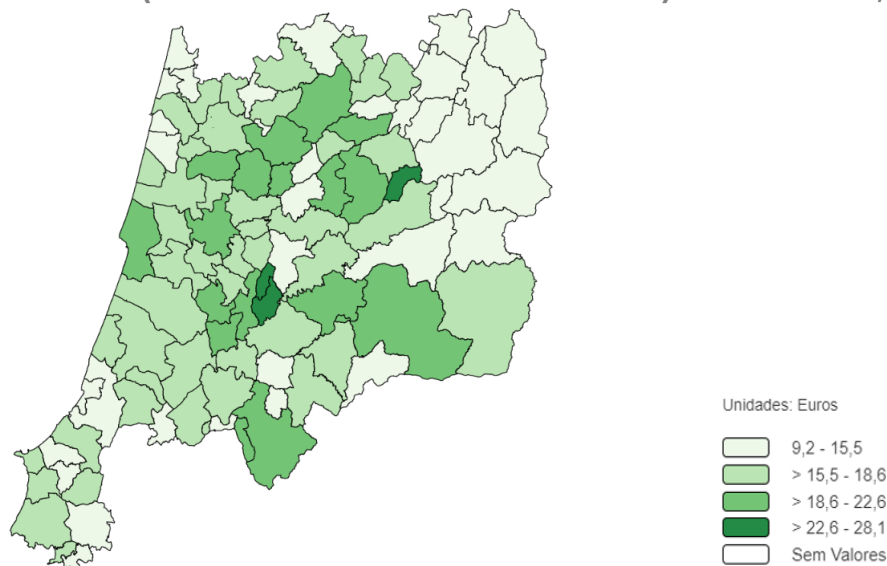 Unidades: Euros
9,2 - 15,5
> 15,5 - 18,6
> 18,6 - 22,6
> 22,6 - 28,1
Sem Valores